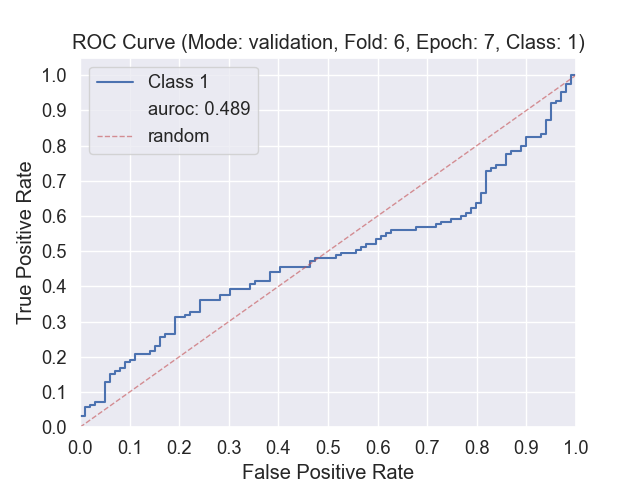 ROC Curve (Mode: validation, Fold: 6, Epoch: 7, Class: 1)
1.0
0.9
0.8
0.7
0.6
0.5
0.4
0.3
0.2
0.1
0.0
True Positive Rate
Class 1
auroc: 0.489
random
0.0 0.1 0.2 0.3 0.4 0.5 0.6 0.7 0.8 0.9 1.0
False Positive Rate